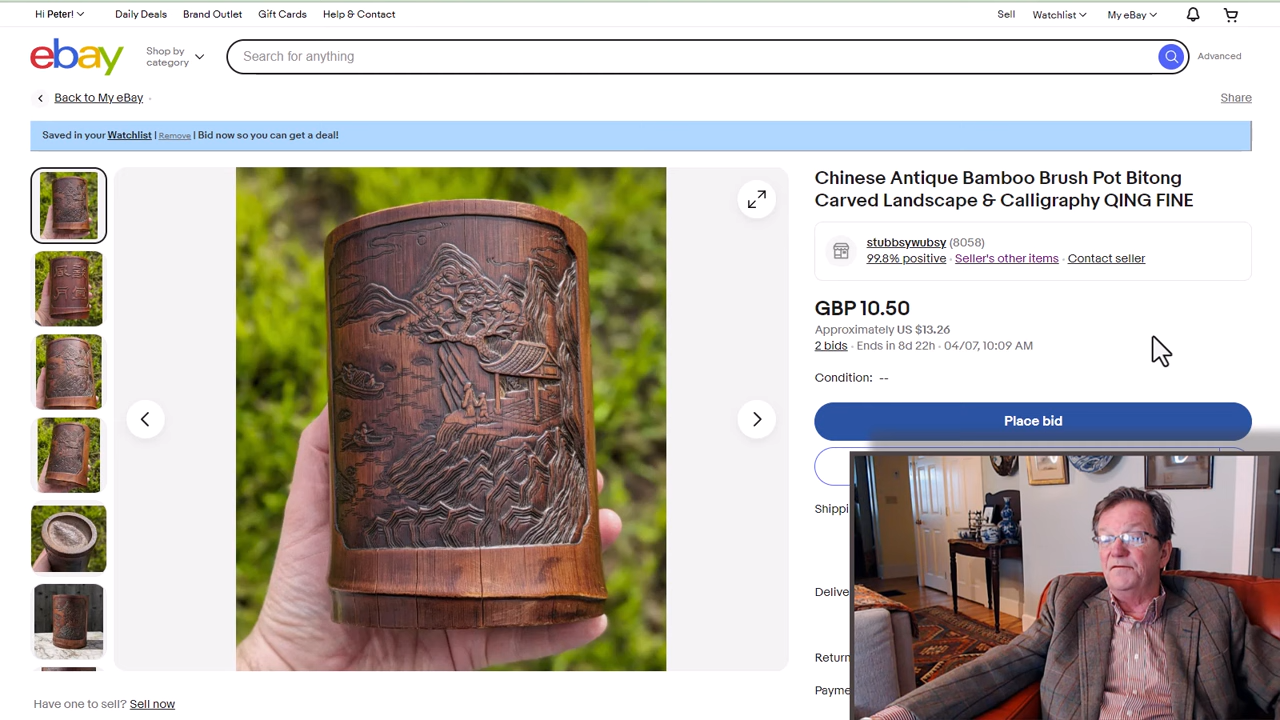 Hi Peter!
Daily Deals
Brand Outlet
Gift Cards
Help & Contact
Sell
Watchlist
My eBay
ebay
Shop by
category
Search for anything
Advanced
Back to My eBay
Share
Saved in your Watchlist | Remove | Bid now so you can get a deal!
Chinese Antique Bamboo Brush Pot Bitong
Carved Landscape & Calligraphy QING FINE
stubbsywubsy (8058)
99.8% positive · Seller's other items · Contact seller
GBP 10.50
Approximately US $13.26
2 bids · Ends in 8d 22h · 04/07, 10:09 AM
Condition: --
Place bid
Shippi
Delive
Return
Payme
Have one to sell? Sell now